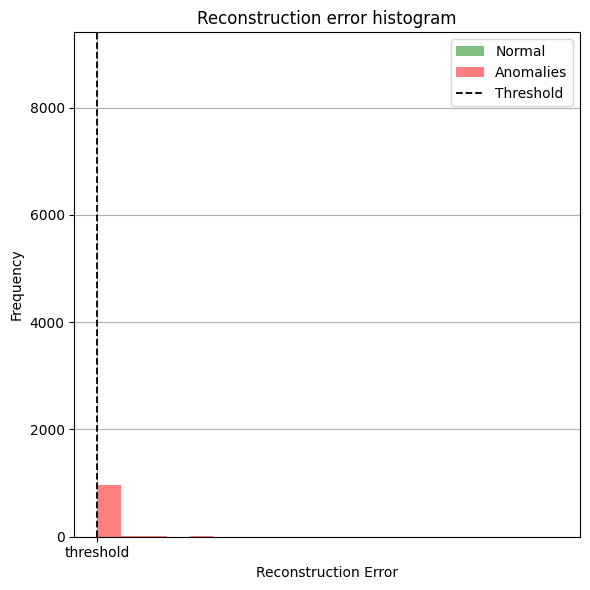 Reconstruction error histogram
Normal
Anomalies
Threshold
Frequency
8000
6000
4000
2000
0
threshold
Reconstruction Error